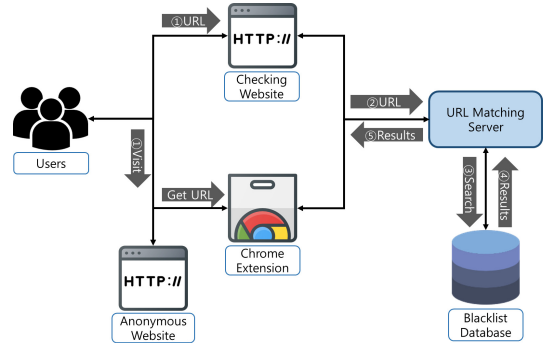 ①URL
HTTP://
Checking
Website
②URL
⑤Results
URL Matching
Server
Users
①Visit
Get URL
③Search
④Results
Chrome
Extension
HTTP://
Anonymous
Website
Blacklist
Database